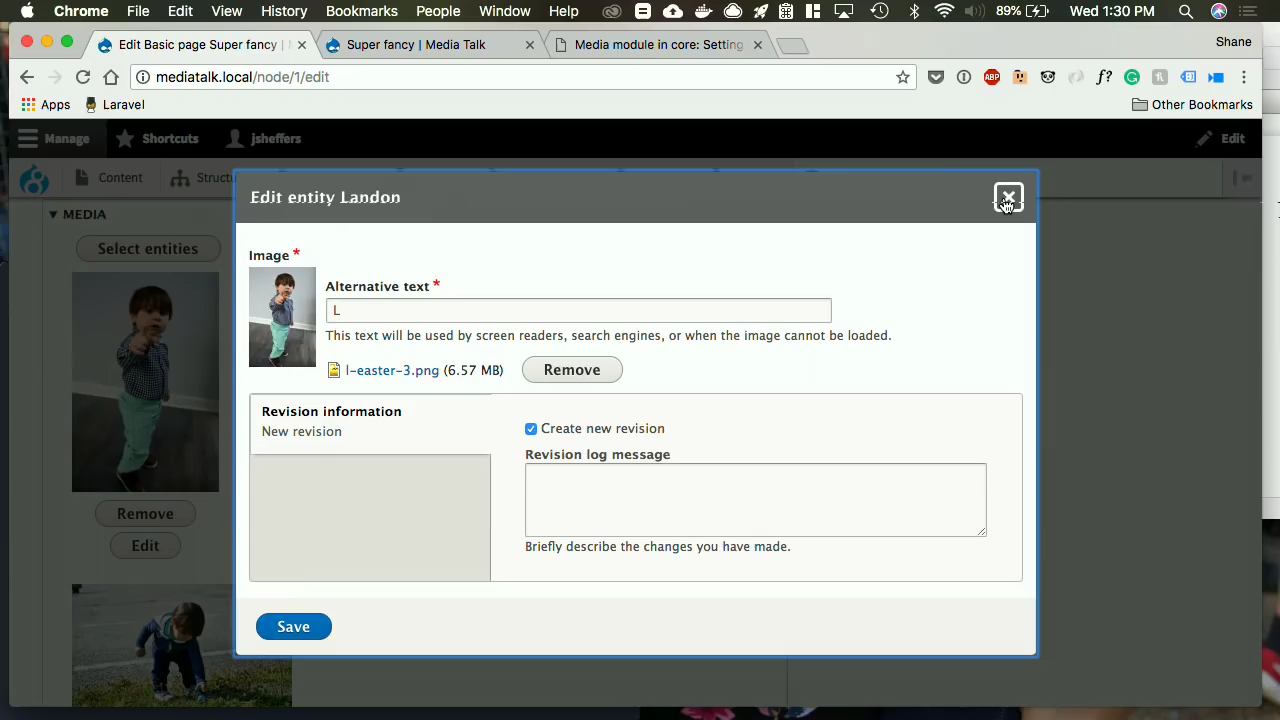 Chrome File Edit View History Bookmarks People Window Help 89% Wed 1:30 PM
Edit Basic page Super fancy | Super fancy | Media Talk Media module in core: Setting Shane
mediatalk.local/node/1/edit
Apps Laravel Other Bookmarks
Manage Shortcuts jsheffers Edit
Content Structu
MEDIA
Select entities
Remove
Edit
Edit entity Landon
Image *
Alternative text *
L
This text will be used by screen readers, search engines, or when the image cannot be loaded.
l-easter-3.png (6.57 MB) Remove
Revision information
New revision
Create new revision
Revision log message
Briefly describe the changes you have made.
Save